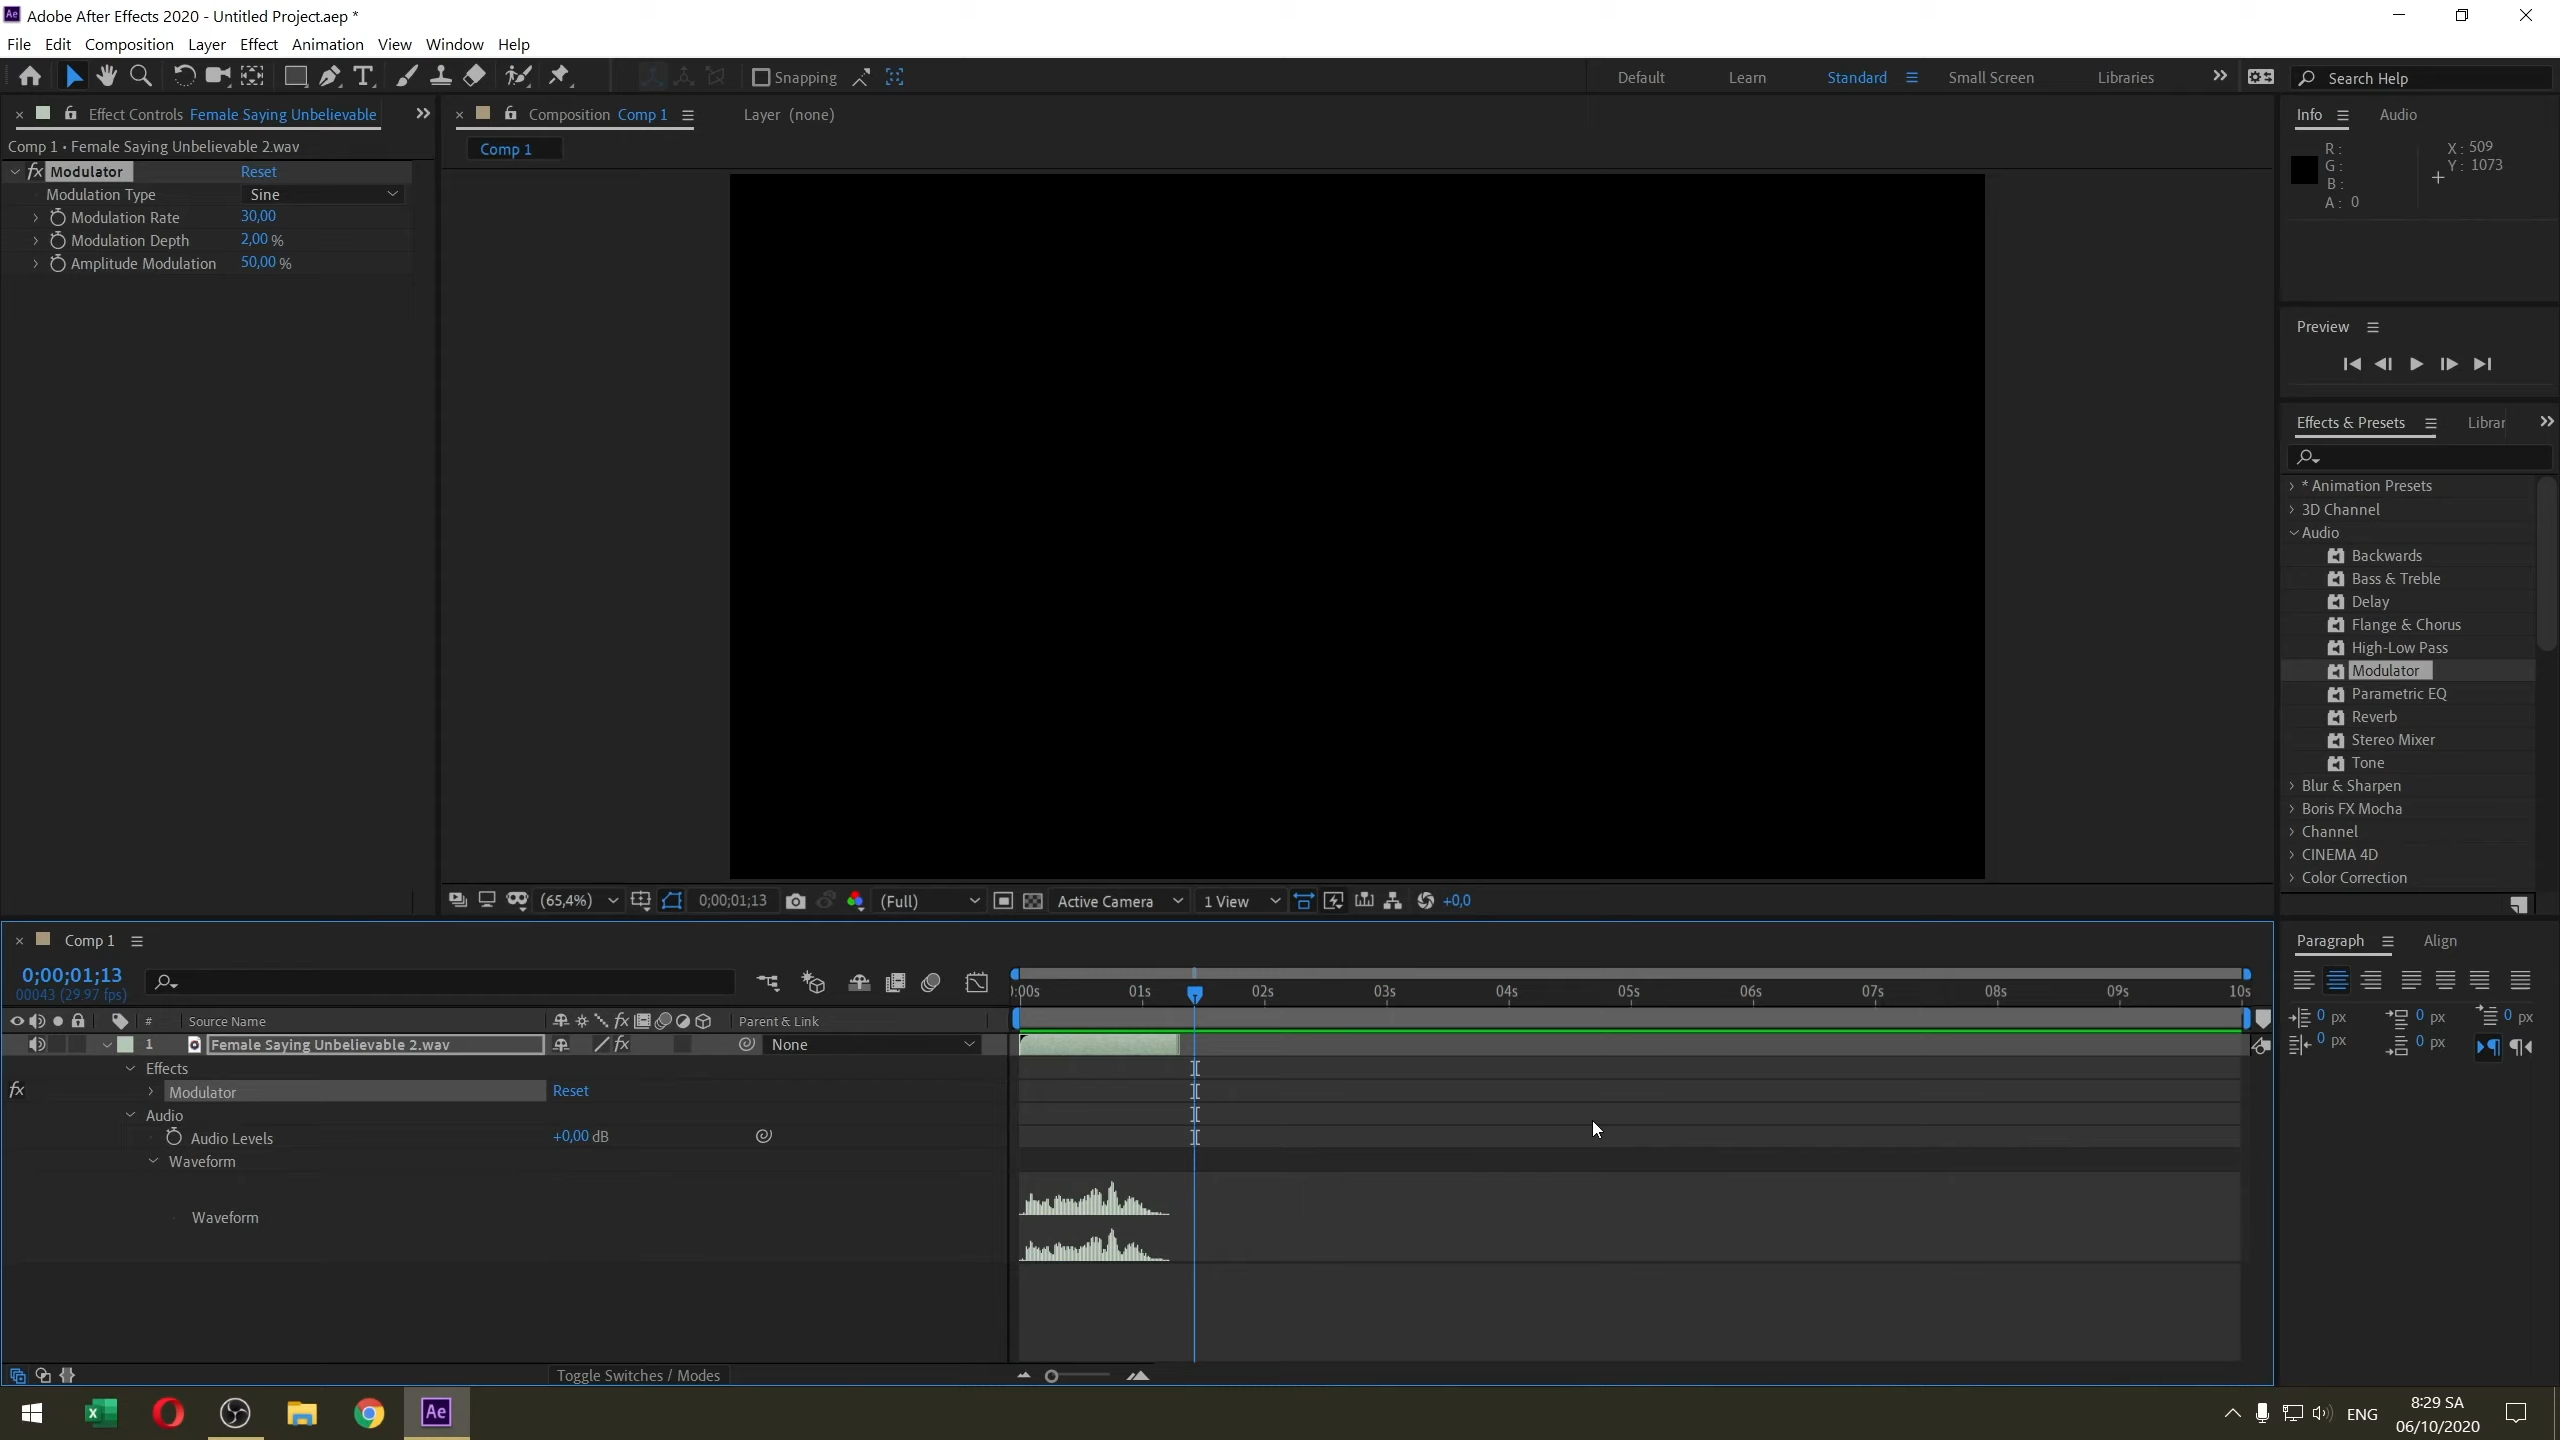 Ae Adobe After Effects 2020 - Untitled Project.aep *
File Edit Composition Layer Effect Animation View Window Help
Snapping Default Learn Standard Small Screen Libraries Search Help
Effect Controls Female Saying Unbelievable
Composition Comp 1
Layer (none)
Info Audio
Comp 1 • Female Saying Unbelievable 2.wav
Comp 1
fx Modulator Reset
Modulation Type Sine
Modulation Rate 30,00
Modulation Depth 2,00 %
Amplitude Modulation 50,00 %
R :
G :
B :
A : 0
X : 509
Y : 1073
Preview
Effects & Presets Librar
* Animation Presets
3D Channel
Audio
Backwards
Bass & Treble
Delay
Flange & Chorus
High-Low Pass
Modulator
Parametric EQ
Reverb
Stereo Mixer
Tone
Blur & Sharpen
Boris FX Mocha
Channel
CINEMA 4D
Color Correction
(65,4%) 0;00;01;13 (Full) Active Camera 1 View +0,0
Comp 1
0;00;01;13
00043 (29.97 fps)
):00s 01s 02s 03s 04s 05s 06s 07s 08s 09s 10s
# Source Name fx Parent & Link
1 Female Saying Unbelievable 2.wav fx None
Effects
fx Modulator Reset
Audio
Audio Levels +0,00 dB
Waveform
Waveform
Toggle Switches / Modes
Paragraph Align
0 px 0 px 0 px
0 px 0 px
Ae
ENG
8:29 SA
06/10/2020